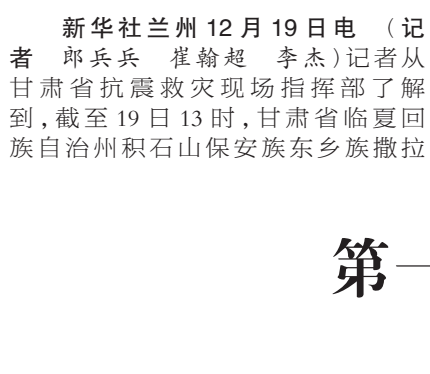 新华社兰州12月19日电 （记
者 郎兵兵 崔翰超 李杰）记者从
甘肃省抗震救灾现场指挥部了解
到，截至19日13时，甘肃省临夏回
族自治州积石山保安族东乡族撒拉
第一